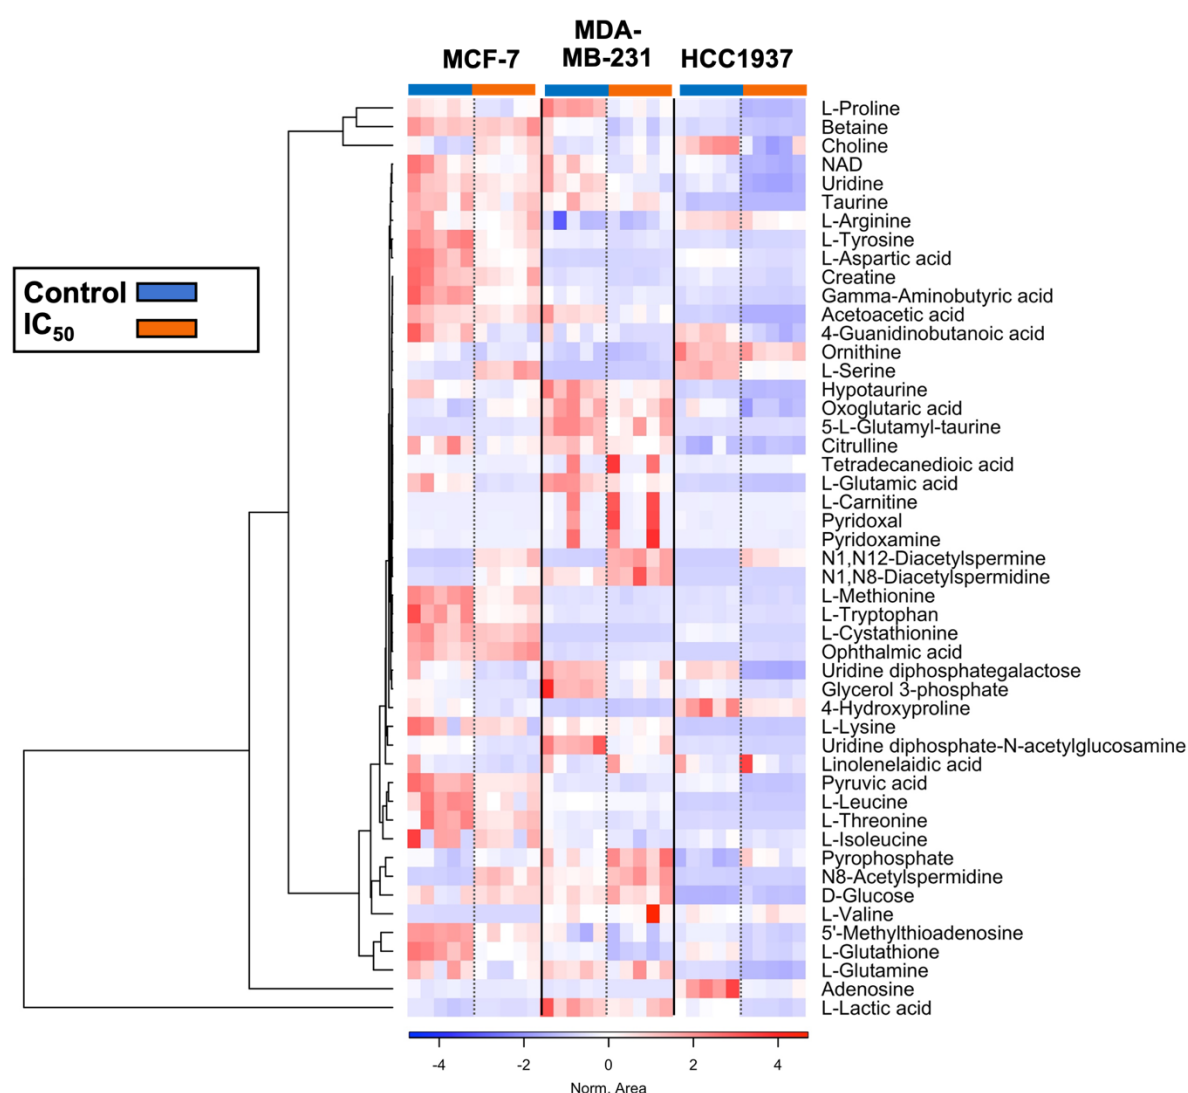 MCF-7
MDA-
MB-231
HCC1937
Control
IC50
L-Proline
Betaine
Choline
NAD
Uridine
Taurine
L-Arginine
L-Tyrosine
L-Aspartic acid
Creatine
Gamma-Aminobutyric acid
Acetoacetic acid
4-Guanidinobutanoic acid
Ornithine
L-Serine
Hypotaurine
Oxoglutaric acid
5-L-Glutamyl-taurine
Citrulline
Tetradecanedioic acid
L-Glutamic acid
L-Carnitine
Pyridoxal
Pyridoxamine
N1,N12-Diacetylspermine
N1,N8-Diacetylspermidine
L-Methionine
L-Tryptophan
L-Cystathionine
Ophthalmic acid
Uridine diphosphategalactose
Glycerol 3-phosphate
4-Hydroxyproline
L-Lysine
Uridine diphosphate-N-acetylglucosamine
Linolenelaidic acid
Pyruvic acid
L-Leucine
L-Threonine
L-Isoleucine
Pyrophosphate
N8-Acetylspermidine
D-Glucose
L-Valine
5'-Methylthioadenosine
L-Glutathione
L-Glutamine
Adenosine
L-Lactic acid
-4 -2 0 2 4
Norm. Area